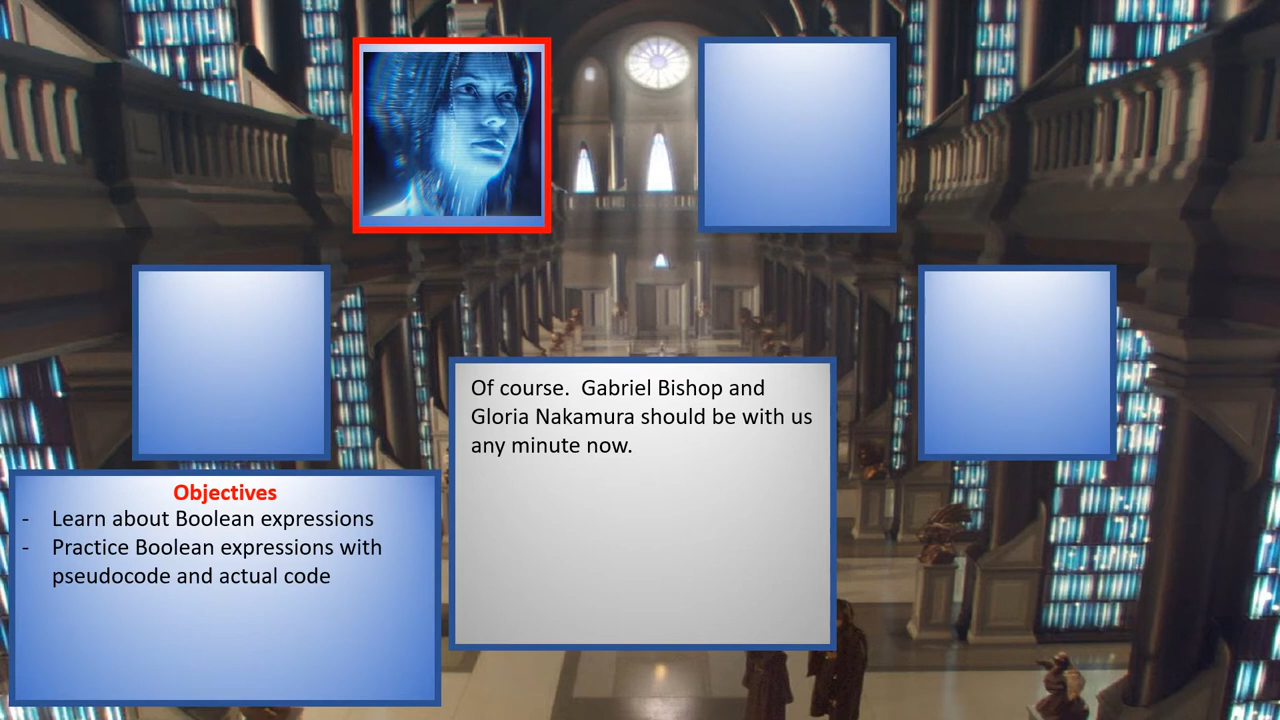 Of course.  Gabriel Bishop and
Gloria Nakamura should be with us
any minute now.
Objectives
- Learn about Boolean expressions
- Practice Boolean expressions with
pseudocode and actual code